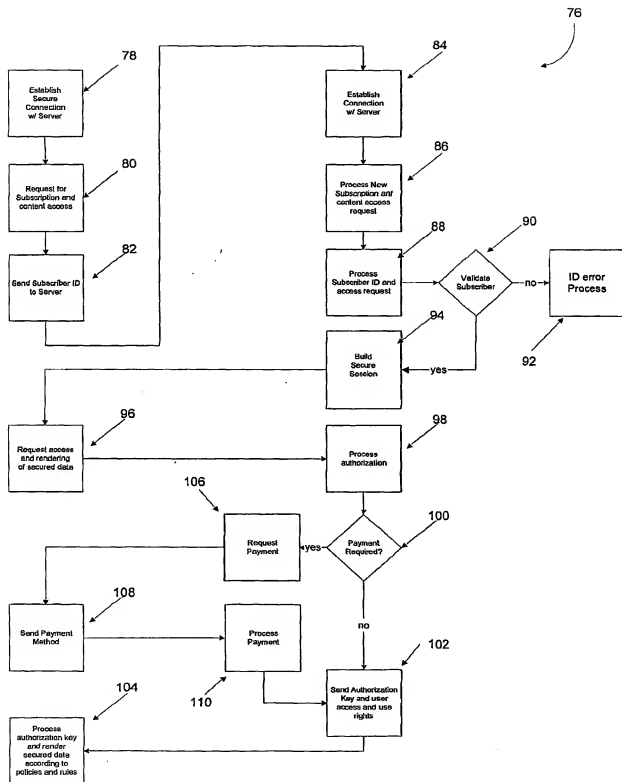 76
78
84
Establish
Secure
Connection
w/ Server
Establish
Connection
w/ Server
80
86
Request for
Subscription and
content access
Process New
Subscription and
content access
request
82
88
90
Send Subscriber ID
to Server
Process
Subscriber ID and
access request
Validate
Subscriber
no
ID error
Process
92
94
Build
Secure
Session
yes
96
98
Request access
and rendering
of secured data
Process
authorization
106
100
Request
Payment
yes
Payment
Required?
108
Send Payment
Method
Process
Payment
110
no
102
Send Authorization
Key and user
access and use
rights
104
Process
authorization key
and render
secured date
according to
policies and rules